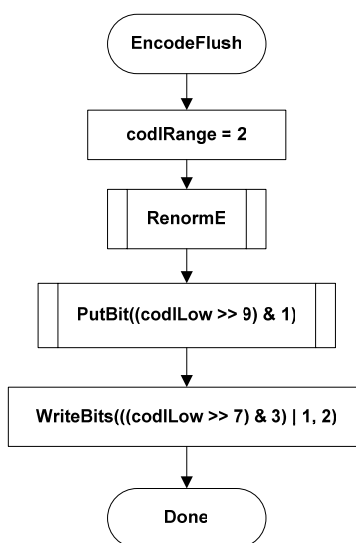 EncodeFlush
codIRange = 2
RenormE
PutBit((codILow >> 9) & 1)
WriteBits(((codILow >> 7) & 3) | 1, 2)
Done